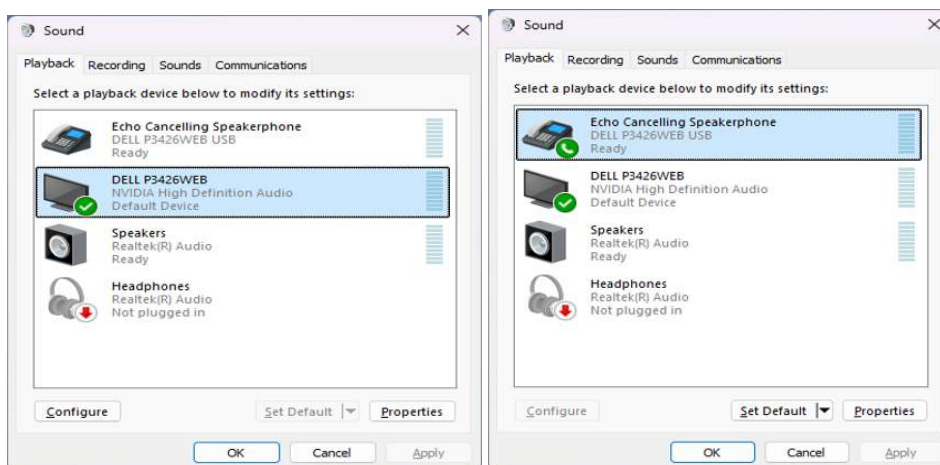 Sound
Playback Recording Sounds Communications
Select a playback device below to modify its settings:
Echo Cancelling Speakerphone
DELL P3426WEB USB
Ready
DELL P3426WEB
NVIDIA High Definition Audio
Default Device
Speakers
Realtek(R) Audio
Ready
Headphones
Realtek(R) Audio
Not plugged in
Configure Set Default Properties
OK Cancel Apply
Sound
Playback Recording Sounds Communications
Select a playback device below to modify its settings:
Echo Cancelling Speakerphone
DELL P3426WEB USB
Ready
DELL P3426WEB
NVIDIA High Definition Audio
Default Device
Speakers
Realtek(R) Audio
Ready
Headphones
Realtek(R) Audio
Not plugged in
Configure Set Default Properties
OK Cancel Apply